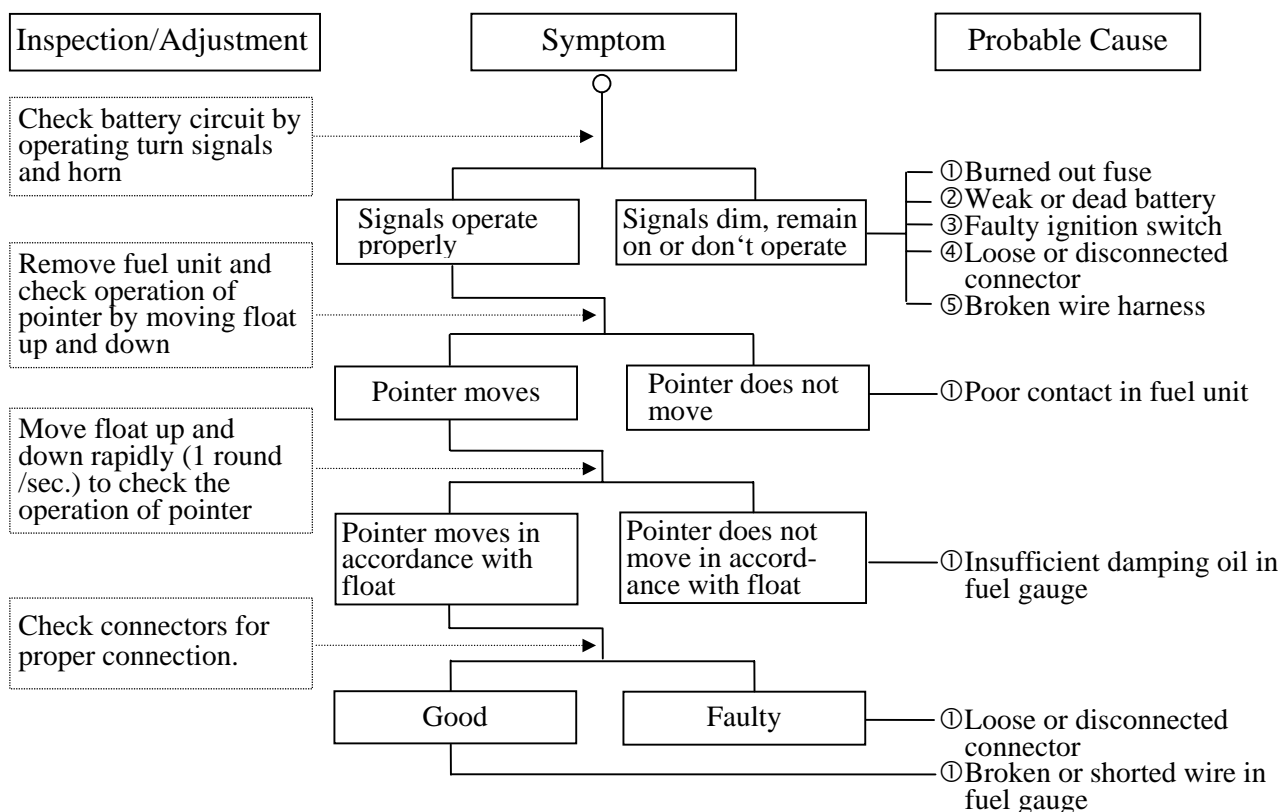 Inspection/Adjustment
Symptom
Probable Cause
Check battery circuit by
operating turn signals
and horn
Signals operate
properly
Signals dim, remain
on or don‘t operate
①Burned out fuse
②Weak or dead battery
③Faulty ignition switch
④Loose or disconnected
connector
⑤Broken wire harness
Remove fuel unit and
check operation of
pointer by moving float
up and down
Pointer moves
Pointer does not
move
①Poor contact in fuel unit
Move float up and
down rapidly (1 round
/sec.) to check the
operation of pointer
Pointer moves in
accordance with
float
Pointer does not
move in accord-
ance with float
①Insufficient damping oil in
fuel gauge
Check connectors for
proper connection.
Good
Faulty
①Loose or disconnected
connector
①Broken or shorted wire in
fuel gauge